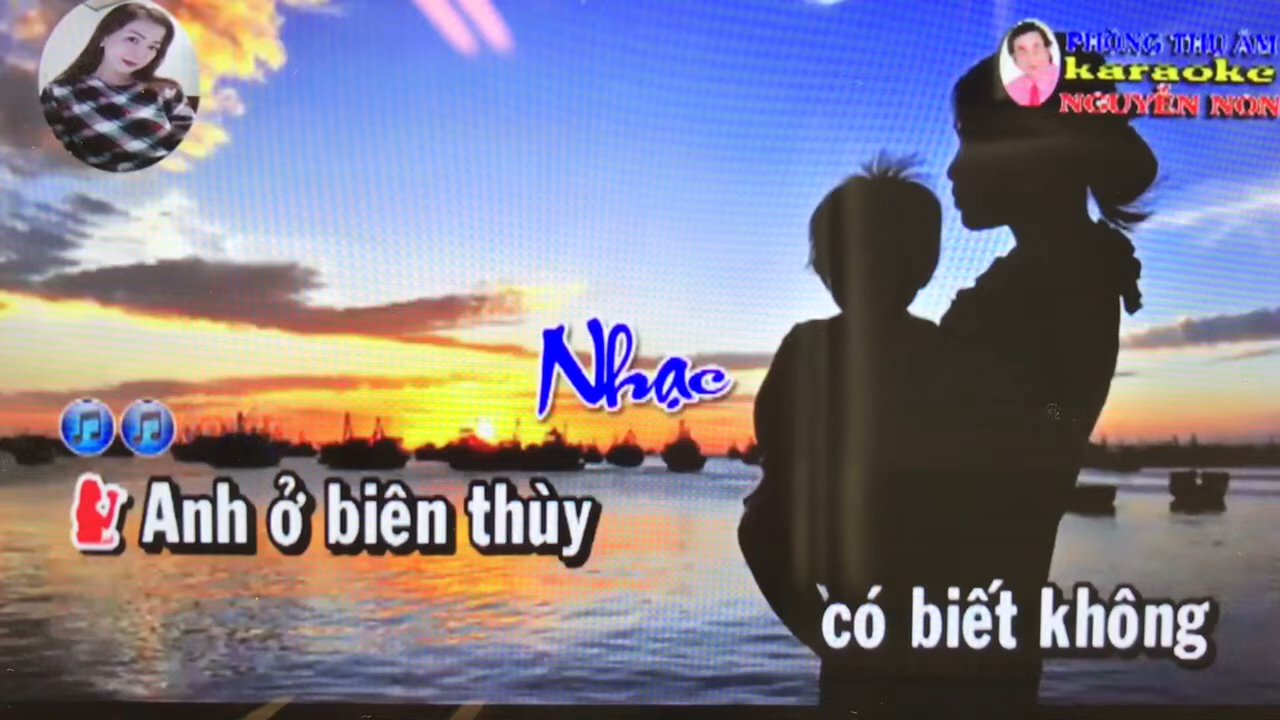 PHÒNG THU ÂM
karaoke
NGUYỄN NON
Nhạc
Anh ở biên thùy
có biết không